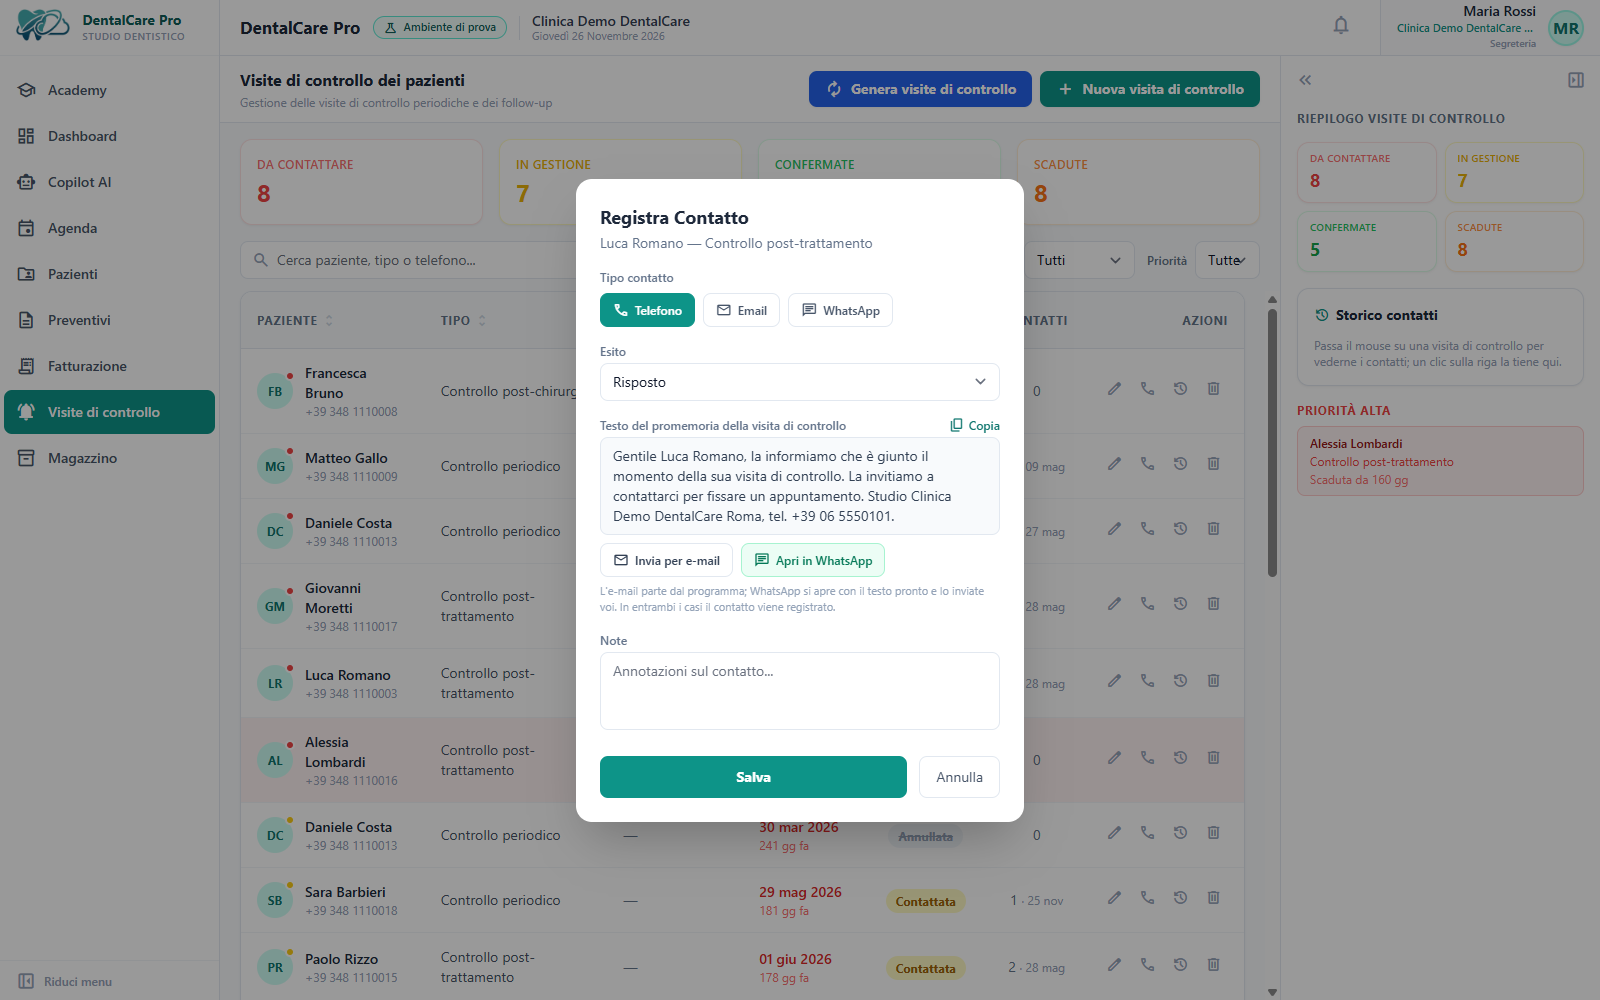 DentalCare Pro
STUDIO DENTISTICO
Academy
Dashboard
Copilot AI
Agenda
Pazienti
Preventivi
Fatturazione
Visite di controllo
Magazzino
Riduci menu
DentalCare Pro
Ambiente di prova
Clinica Demo DentalCare
Giovedì 26 Novembre 2026
Maria Rossi
Clinica Demo DentalCare ...
Segreteria
MR
Visite di controllo dei pazienti
Gestione delle visite di controllo periodiche e dei follow-up
Genera visite di controllo
Nuova visita di controllo
DA CONTATTARE
8
IN GESTIONE
7
CONFERMATE
SCADUTE
8
Cerca paziente, tipo o telefono...
Tutti
Priorità
Tutte
PAZIENTE
TIPO
NTATTI
AZIONI
FB
Francesca
Bruno
+39 348 1110008
Controllo post-chirurg
0
MG
Matteo Gallo
+39 348 1110009
Controllo periodico
09 mag
DC
Daniele Costa
+39 348 1110013
Controllo periodico
27 mag
GM
Giovanni
Moretti
+39 348 1110017
Controllo post-
trattamento
28 mag
LR
Luca Romano
+39 348 1110003
Controllo post-
trattamento
28 mag
AL
Alessia
Lombardi
+39 348 1110016
Controllo post-
trattamento
0
DC
Daniele Costa
+39 348 1110013
Controllo periodico
—
30 mar 2026
241 gg fa
Annullata
0
SB
Sara Barbieri
+39 348 1110018
Controllo periodico
—
29 mag 2026
181 gg fa
Contattata
1 · 25 nov
PR
Paolo Rizzo
+39 348 1110015
Controllo post-
trattamento
—
01 giu 2026
178 gg fa
Contattata
2 · 28 mag
Registra Contatto
Luca Romano — Controllo post-trattamento
Tipo contatto
Telefono
Email
WhatsApp
Esito
Risposto
Testo del promemoria della visita di controllo
Copia
Gentile Luca Romano, la informiamo che è giunto il
momento della sua visita di controllo. La invitiamo a
contattarci per fissare un appuntamento. Studio Clinica
Demo DentalCare Roma, tel. +39 06 5550101.
Invia per e-mail
Apri in WhatsApp
L'e-mail parte dal programma; WhatsApp si apre con il testo pronto e lo inviate
voi. In entrambi i casi il contatto viene registrato.
Note
Annotazioni sul contatto...
Salva
Annulla
RIEPILOGO VISITE DI CONTROLLO
DA CONTATTARE
8
IN GESTIONE
7
CONFERMATE
5
SCADUTE
8
Storico contatti
Passa il mouse su una visita di controllo per
vederne i contatti; un clic sulla riga la tiene qui.
PRIORITÀ ALTA
Alessia Lombardi
Controllo post-trattamento
Scaduta da 160 gg